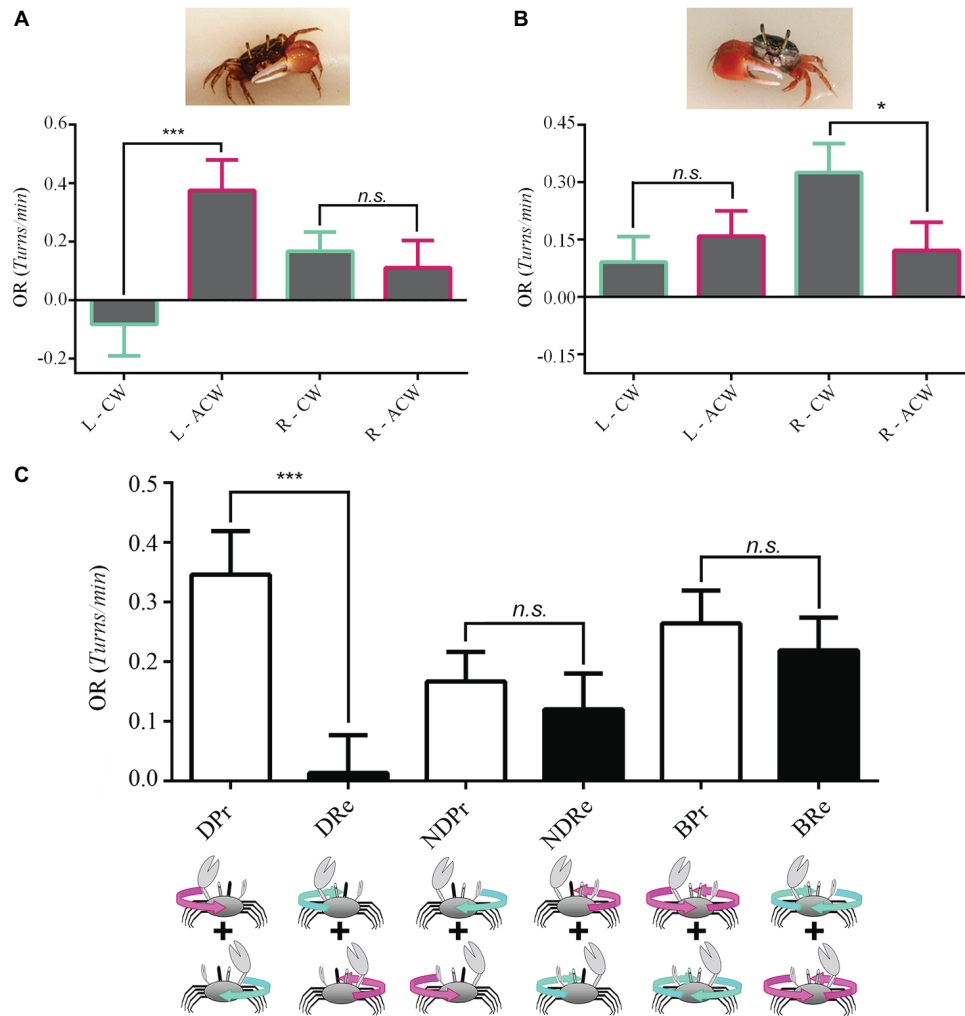 A
B
***
n.s.
0.6
0.4
0.2
0.0
-0.2
OR (Turns/min)
L - CW
L - ACW
R - CW
R - ACW
n.s.
*
0.45
0.30
0.15
0.00
-0.15
OR (Turns/min)
L - CW
L - ACW
R - CW
R - ACW
C
***
n.s.
n.s.
0.5
0.4
0.3
0.2
0.1
0.0
OR (Turns/min)
DPr
DRe
NDPr
NDRe
BPr
BRe
+ + + + + +